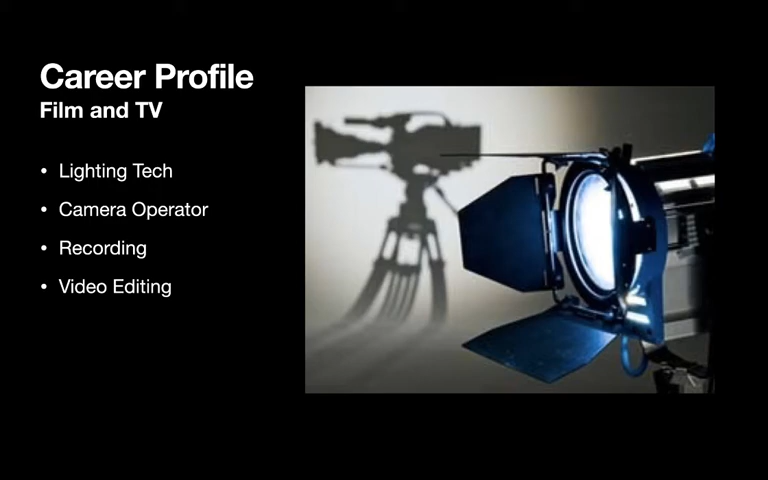 Career Profile
Film and TV
• Lighting Tech
• Camera Operator
• Recording
• Video Editing